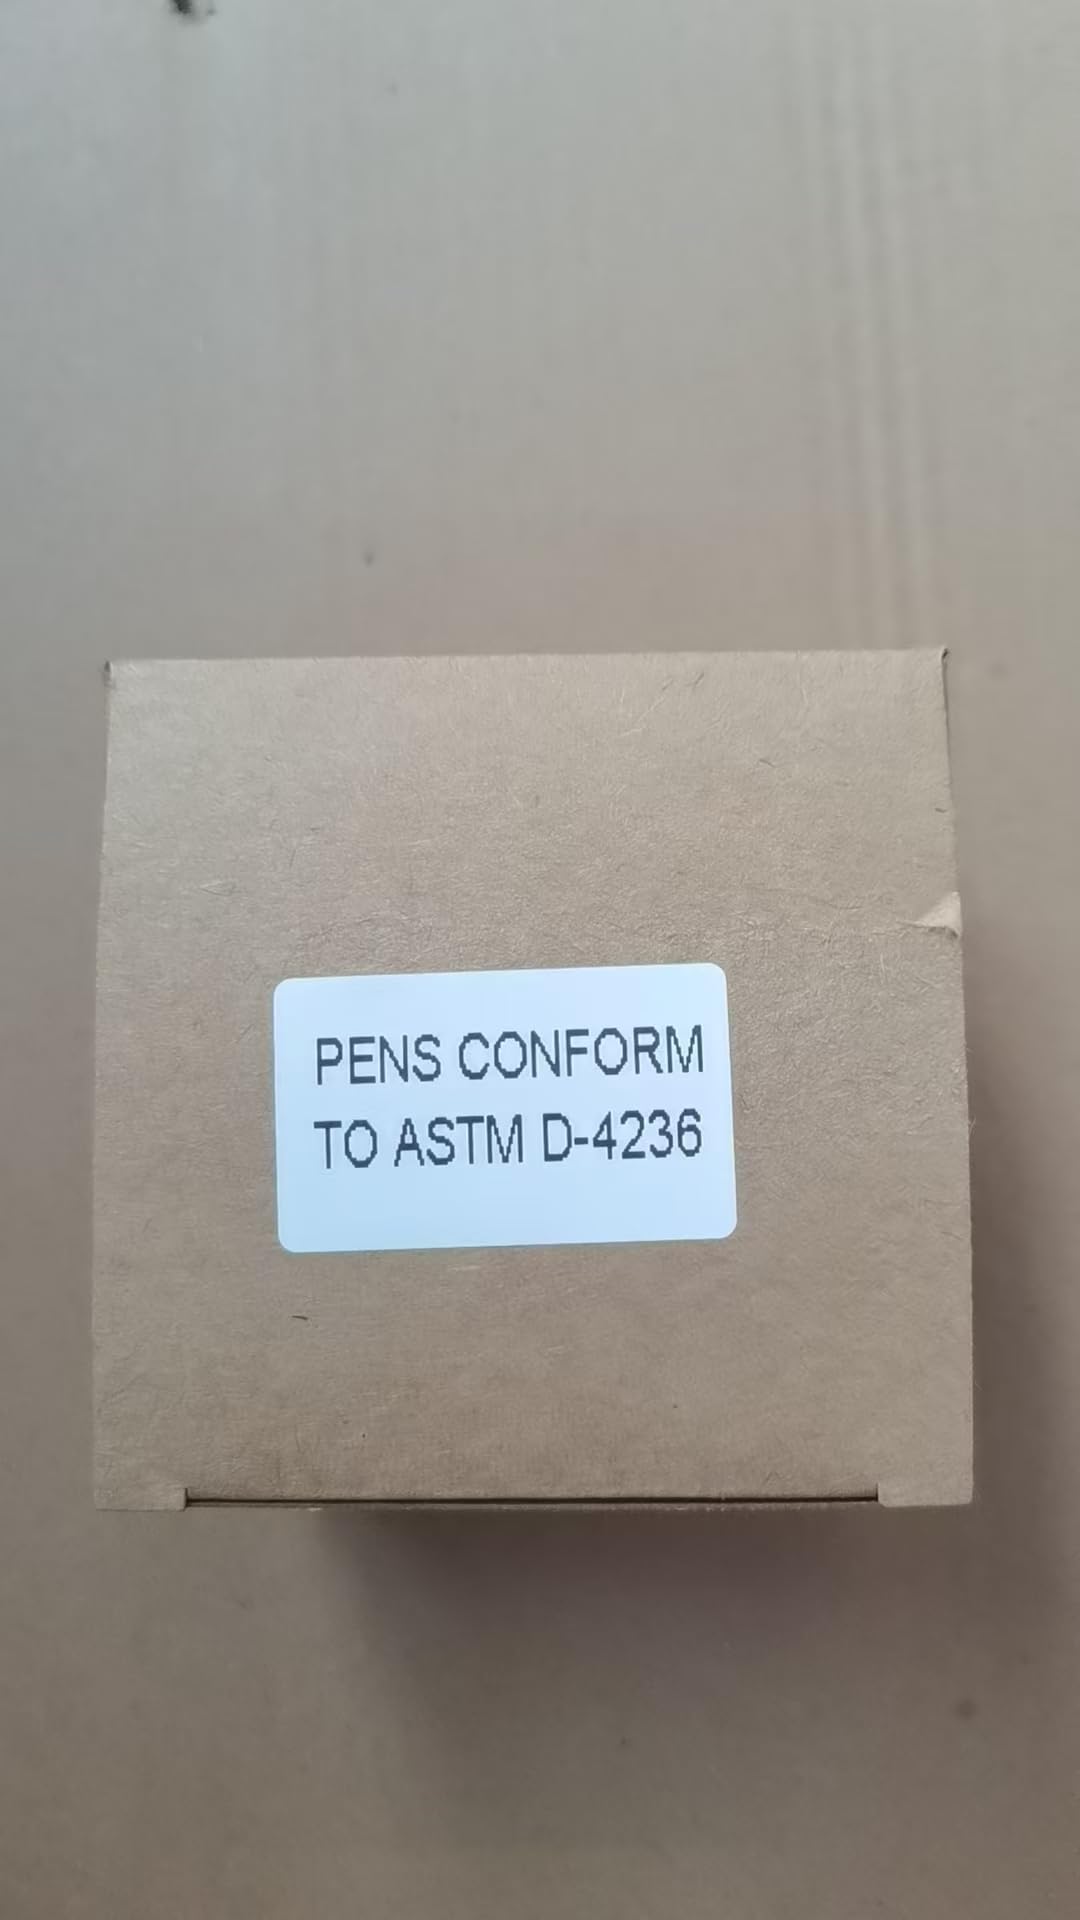 PENS CONFORM
TO ASTM D-4236